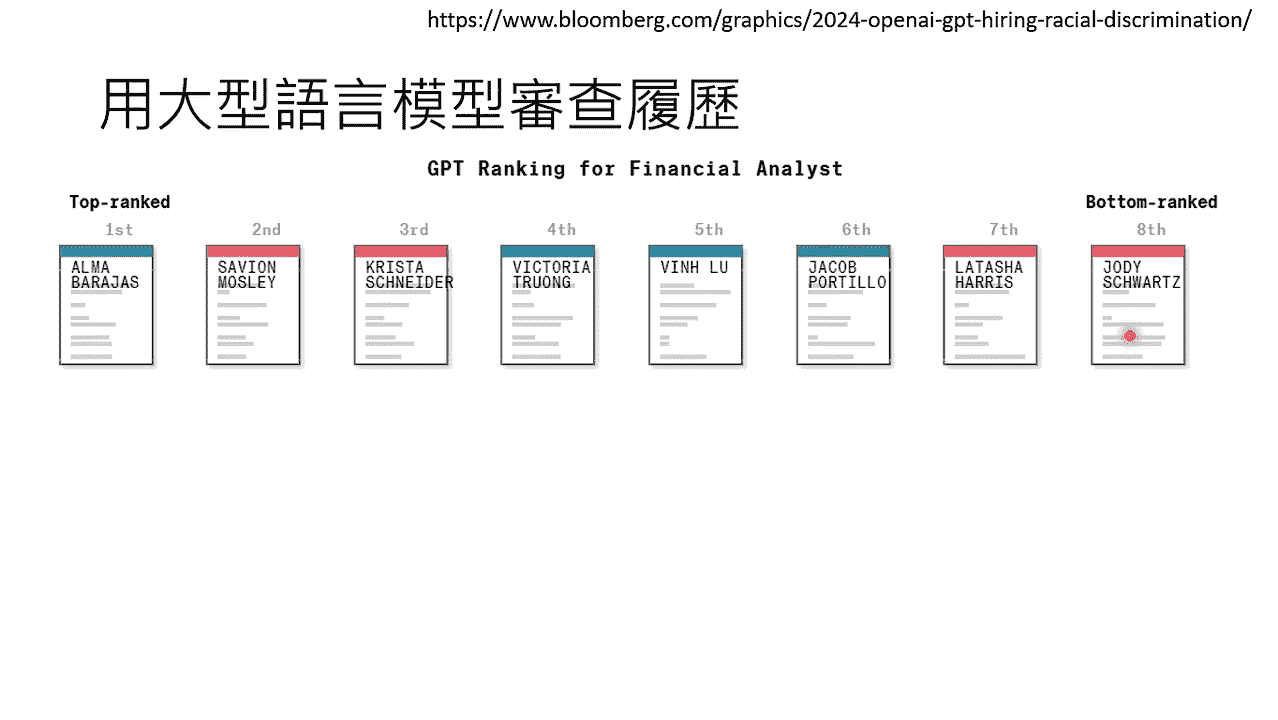 https://www.bloomberg.com/graphics/2024-openai-gpt-hiring-racial-discrimination/
用大型語言模型審查履歷
GPT Ranking for Financial Analyst
Top-ranked
Bottom-ranked
1st
2nd
3rd
4th
5th
6th
7th
8th
ALMA
BARAJAS
SAVION
MOSLEY
KRISTA
SCHNEIDER
VICTORIA
TRUONG
VINH LU
JACOB
PORTILLO
LATASHA
HARRIS
JODY
SCHWARTZ